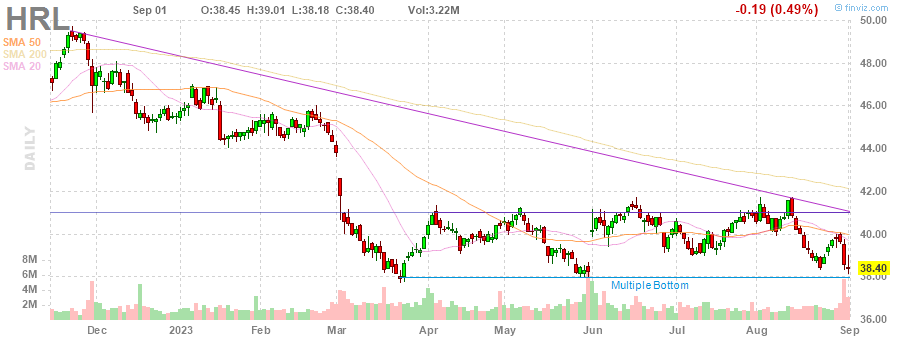 HRL Sep 01 O:38.45 H:39.01 L:38.18 C:38.40 Vol:3.22M -0.19 (0.49%) © finviz.com
SMA 50
SMA 200
SMA 20
DAILY
50.00
48.00
46.00
44.00
42.00
40.00
38.40
38.00
36.00
8M
6M
4M
2M
Multiple Bottom
Dec 2023 Feb Mar Apr May Jun Jul Aug Sep